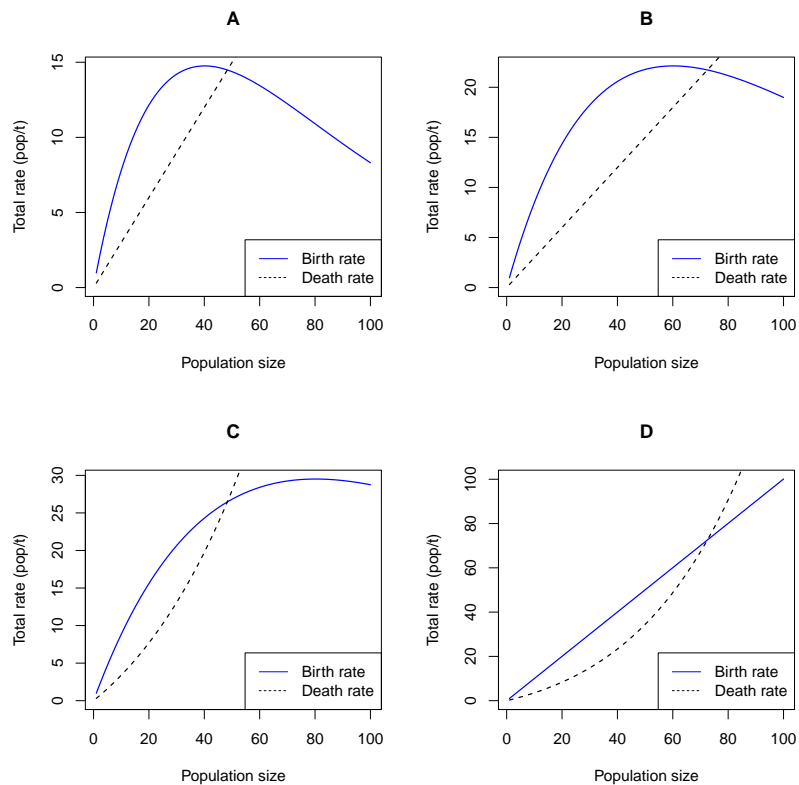 A
Total rate (pop/t)
15
10
5
0
Birth rate
Death rate
0 20 40 60 80 100
Population size
B
Total rate (pop/t)
20
15
10
5
0
Birth rate
Death rate
0 20 40 60 80 100
Population size
C
Total rate (pop/t)
30
25
20
15
10
5
0
Birth rate
Death rate
0 20 40 60 80 100
Population size
D
Total rate (pop/t)
100
80
60
40
20
0
Birth rate
Death rate
0 20 40 60 80 100
Population size